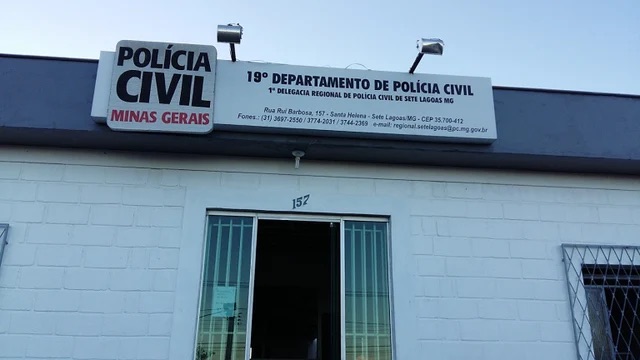 POLÍCIA
CIVIL
MINAS GERAIS
19º DEPARTAMENTO DE POLÍCIA CIVIL
1ª DELEGACIA REGIONAL DE POLÍCIA CIVIL DE SETE LAGOAS MG
Rua Rui Barbosa, 157 - Santa Helena - Sete Lagoas/MG - CEP 35.700-412
Fones.: (31) 3697-2550 / 3774-2031 / 3744-2369 e-mail: regional.setelagoas@pc.mg.gov.br
157